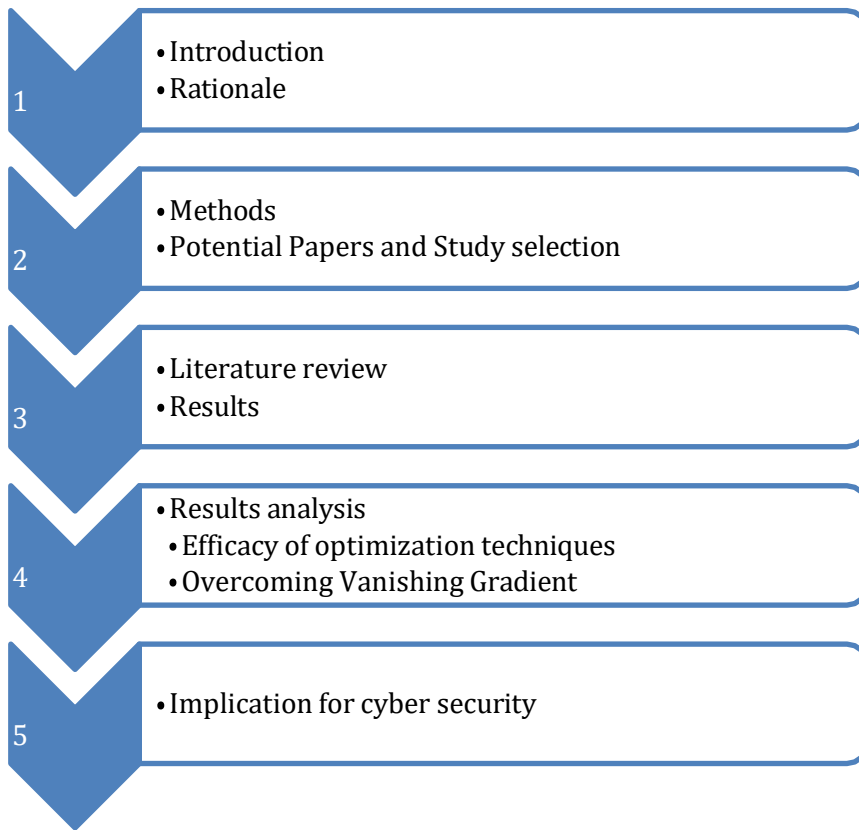 1
• Introduction
• Rationale
2
• Methods
• Potential Papers and Study selection
3
• Literature review
• Results
4
• Results analysis
• Efficacy of optimization techniques
• Overcoming Vanishing Gradient
5
• Implication for cyber security